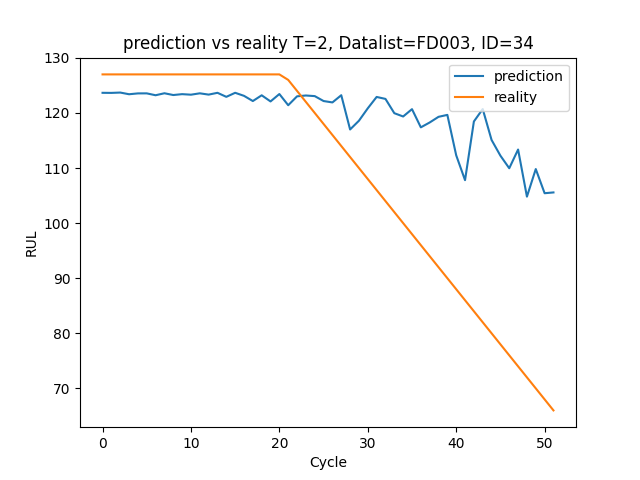 prediction vs reality T=2, Datalist=FD003, ID=34
prediction
reality
130
120
110
100
90
80
70
RUL
0 10 20 30 40 50
Cycle